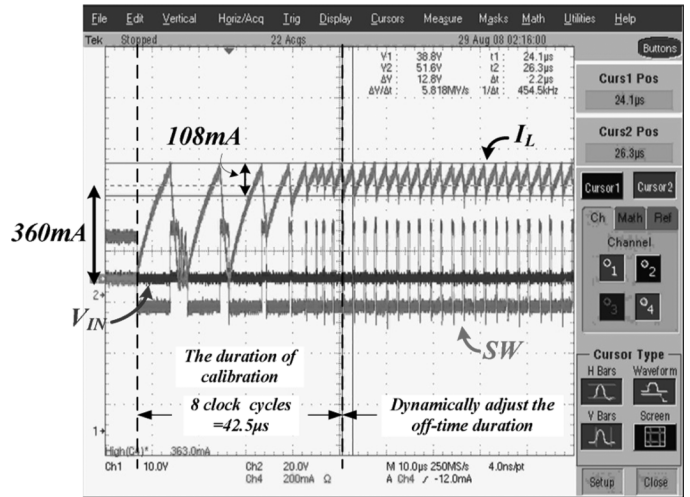 File Edit Vertical Horiz/Acq Trig Display Cursors Measure Masks Math Utilities Help
Tek Stopped 22 Acqs 29 Aug 08 02:16:00
Buttons
V1: 38.8V t1: 24.1µs
V2: 51.6V t2: 26.3µs
ΔV: 12.8V Δt: 2.2µs
ΔV/Δt: 5.818MV/s 1/Δt: 454.5kHz
Curs1 Pos
24.1µs
Curs2 Pos
26.3µs
Cursor1 Cursor2
Ch Math Ref
Channel
1 2
3 4
Cursor Type
H Bars Waveform
V Bars Screen
Setup Close
108mA
I_L
360mA
2
V_IN
SW
The duration of
calibration
8 clock cycles
=42.5µs
Dynamically adjust the
off-time duration
1
High(C4)* 363.0mA
Ch1 10.0V Ch2 20.0V M 10.0µs 250MS/s 4.0ns/pt
Ch4 200mA Ω A Ch4 / -12.0mA